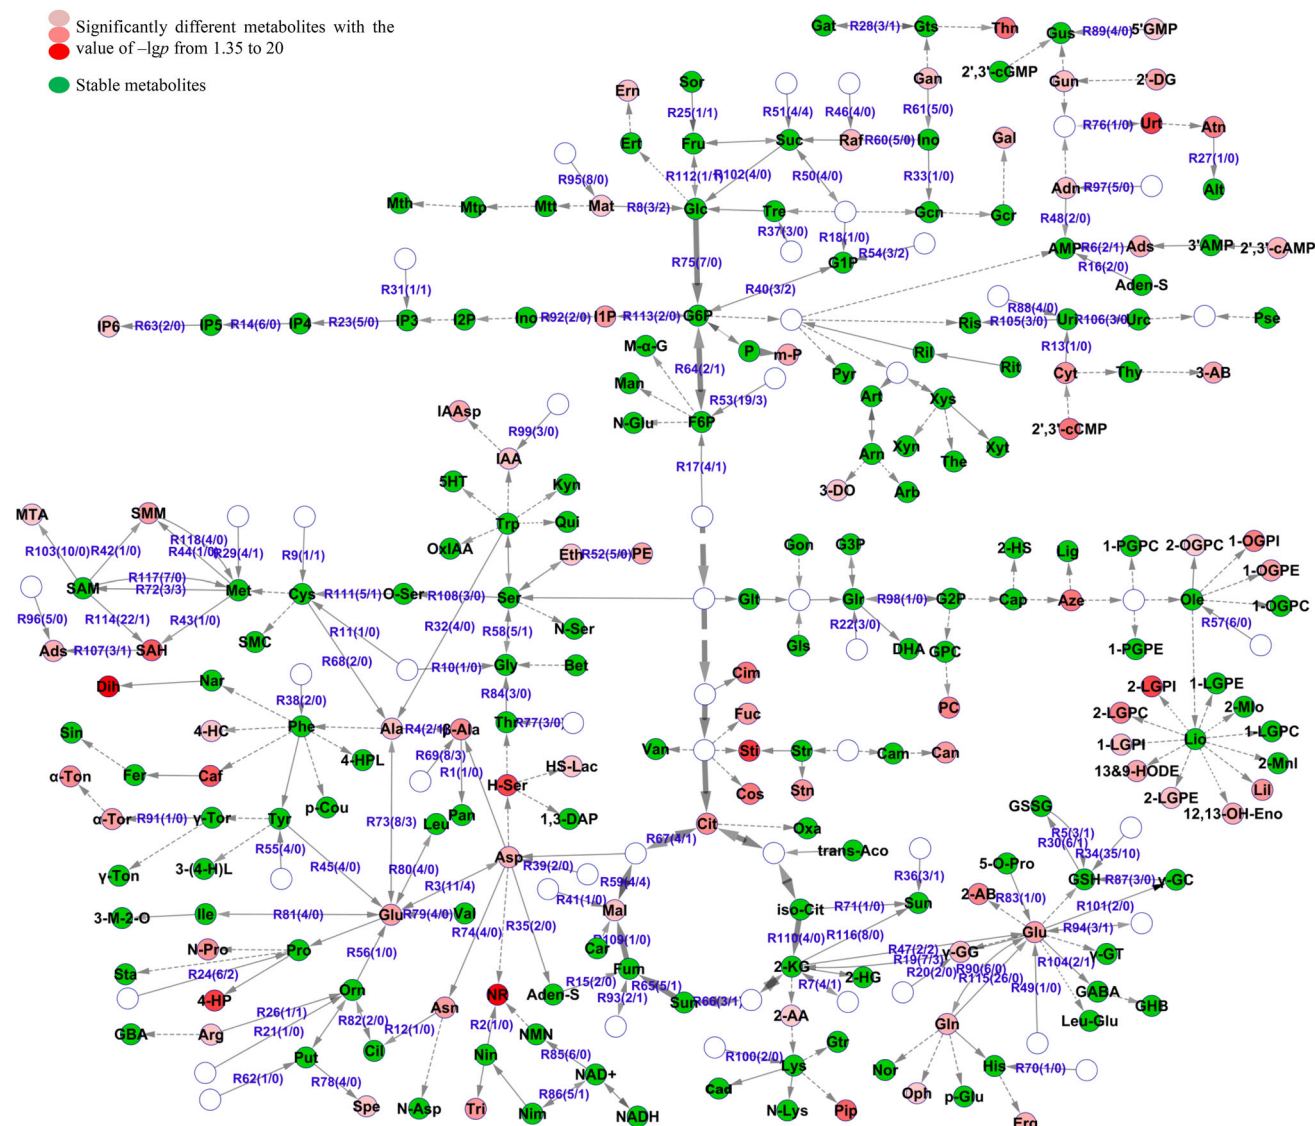 Significantly different metabolites with the
value of –lgp from 1.35 to 20
Stable metabolites
Gat R28(3/1) Gts Thn Gus R89(4/0) 5'GMP
2',3'-cGMP Gun 2'-DG
Ern Sor Gan
R25(1/1) R51(4/4) R46(4/0) R61(5/0) Gal R76(1/0) Urt Atn
Ert Fru Suc Raf R60(5/0) Ino
R95(8/0) R112(1/1) R102(4/0) R50(4/0) R33(1/0) R27(1/0)
Adn R97(5/0) Alt
Mth Mtp Mtt Mat R8(3/2) Glc Tre Gcn Gcr
R37(3/0) R18(1/0) R48(2/0)
R54(3/2) G1P AMP R6(2/1) Ads 3'AMP 2',3'-cAMP
R75(7/0) R16(2/0) Aden-S
R31(1/1) R40(3/2) R88(4/0)
IP6 R63(2/0) IP5 R14(6/0) IP4 R23(5/0) IP3 I2P Ino R92(2/0) I1P R113(2/0) G6P Ris R105(3/0) Uri R106(3/0) Urc Pse
M-α-G P m-P R13(1/0)
R64(2/1) Pyr Ril Rit Cyt Thy 3-AB
Man R53(19/3) Art Xys
N-Glu F6P 2',3'-cCMP
IAAsp R99(3/0) Xyn The Xyt
IAA R17(4/1) Arn
5HT Kyn 3-DO Arb
MTA SMM Trp Qui
R118(4/0) OxIAA
R103(10/0) R42(1/0) R44(1/0) R29(4/1) R9(1/1) Eth R52(5/0) PE Gon G3P 2-HS Lig 1-PGPC 2-OGPC 1-OGPI
1-OGPE
SAM R117(7/0) R72(3/3) Met Cys R111(5/1) O-Ser R108(3/0) Ser Glt Glr R98(1/0) G2P Cap Aze Ole 1-OGPC
R96(5/0) R114(22/1) R43(1/0) R11(1/0) R32(4/0) N-Ser R22(3/0) R57(6/0)
Ads R107(3/1) SAH SMC R68(2/0) R58(5/1) Gls DHA GPC 1-PGPE
R10(1/0) Gly Bet
Dih Nar R84(3/0) Cim PC 2-LGPI 1-LGPE
R38(2/0) 2-LGPC 2-Mlo
4-HC Phe Ala R4(2/1) β-Ala Thr R77(3/0) Fuc 1-LGPC
Sin R69(8/3) Van Sti Str Cam Can 1-LGPI Lio
4-HPL HS-Lac 13&9-HODE 2-Mnl
α-Ton Fer Caf R1(1/0) H-Ser Cos Stn 2-LGPE Lil
p-Cou 1,3-DAP 12,13-OH-Eno
α-Tor R91(1/0) γ-Tor Tyr R73(8/3) Leu Pan Cit Oxa GSSG
R55(4/0) R67(4/1) R5(3/1) R30(6/1) R34(35/10)
γ-Ton 3-(4-H)L R45(4/0) R80(4/0) Asp R39(2/0) trans-Aco 5-O-Pro
R3(11/4) R59(4/4) R36(3/1) GSH R87(3/0) γ-GC
R41(1/0) 2-AB R83(1/0) R101(2/0)
3-M-2-O Ile R81(4/0) Glu R79(4/0) Val Mal iso-Cit R71(1/0) Sun
R74(4/0) R35(2/0) R109(1/0) R116(8/0) Glu R94(3/1)
N-Pro Pro R56(1/0) Car R110(4/0) R47(2/2) γ-GG γ-GT
Sta R24(6/2) R15(2/0) Fum R65(5/1) 2-KG R19(7/3) R104(2/1)
R7(4/1) 2-HG R20(2/0) R90(6/0) R115(26/0) R49(1/0) GABA
4-HP Orn NR Aden-S R93(2/1) Sun R66(3/1) GHB
R26(1/1) Asn 2-AA Gln Leu-Glu
GBA Arg R21(1/0) R82(2/0) R12(1/0) R2(1/0) NMN
Cil R85(6/0) R100(2/0) Gtr
Put Nin NAD+ Lys His R70(1/0)
R62(1/0) R78(4/0) R86(5/1) Nor
Spe N-Asp Tri Nim NADH Cad N-Lys Pip Oph p-Glu Erg